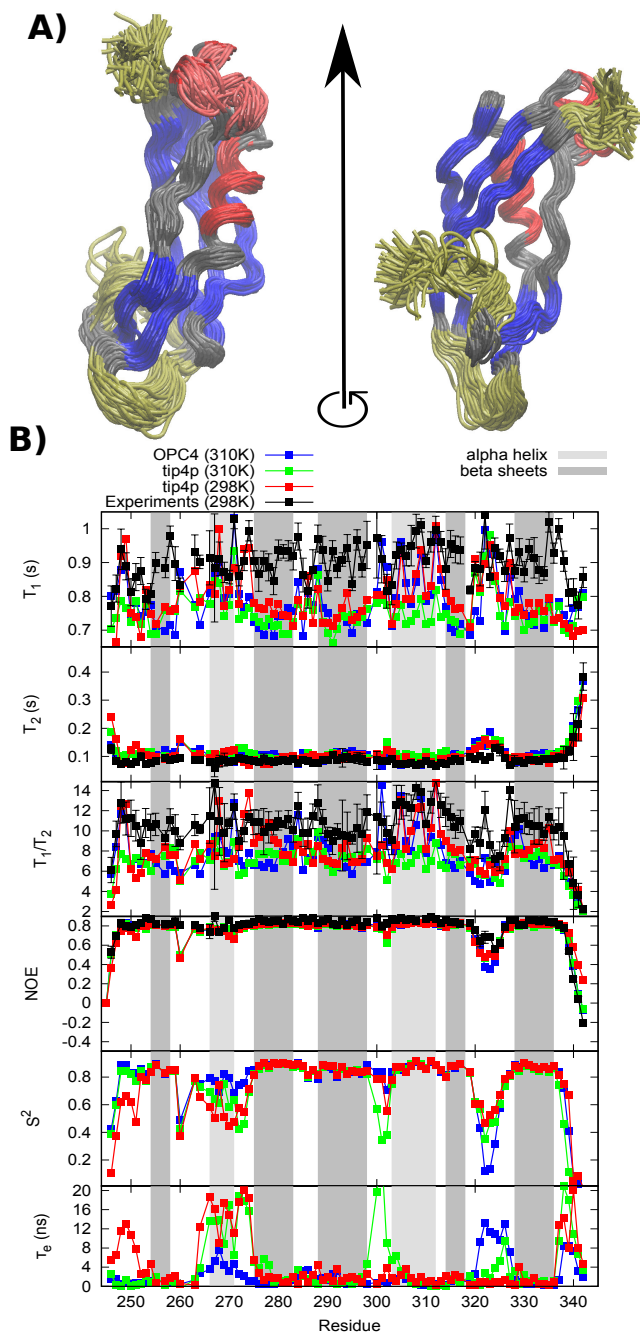 A)
B)
OPC4 (310K)
tip4p (310K)
tip4p (298K)
Experiments (298K)
alpha helix
beta sheets
T1 (s)
1
0.9
0.8
0.7
T2 (s)
0.4
0.3
0.2
0.1
T1/T2
14
12
10
8
6
4
2
NOE
0.8
0.6
0.4
0.2
0
-0.2
-0.4
S2
0.8
0.6
0.4
0.2
τe (ns)
20
16
12
8
4
0
250 260 270 280 290 300 310 320 330 340
Residue